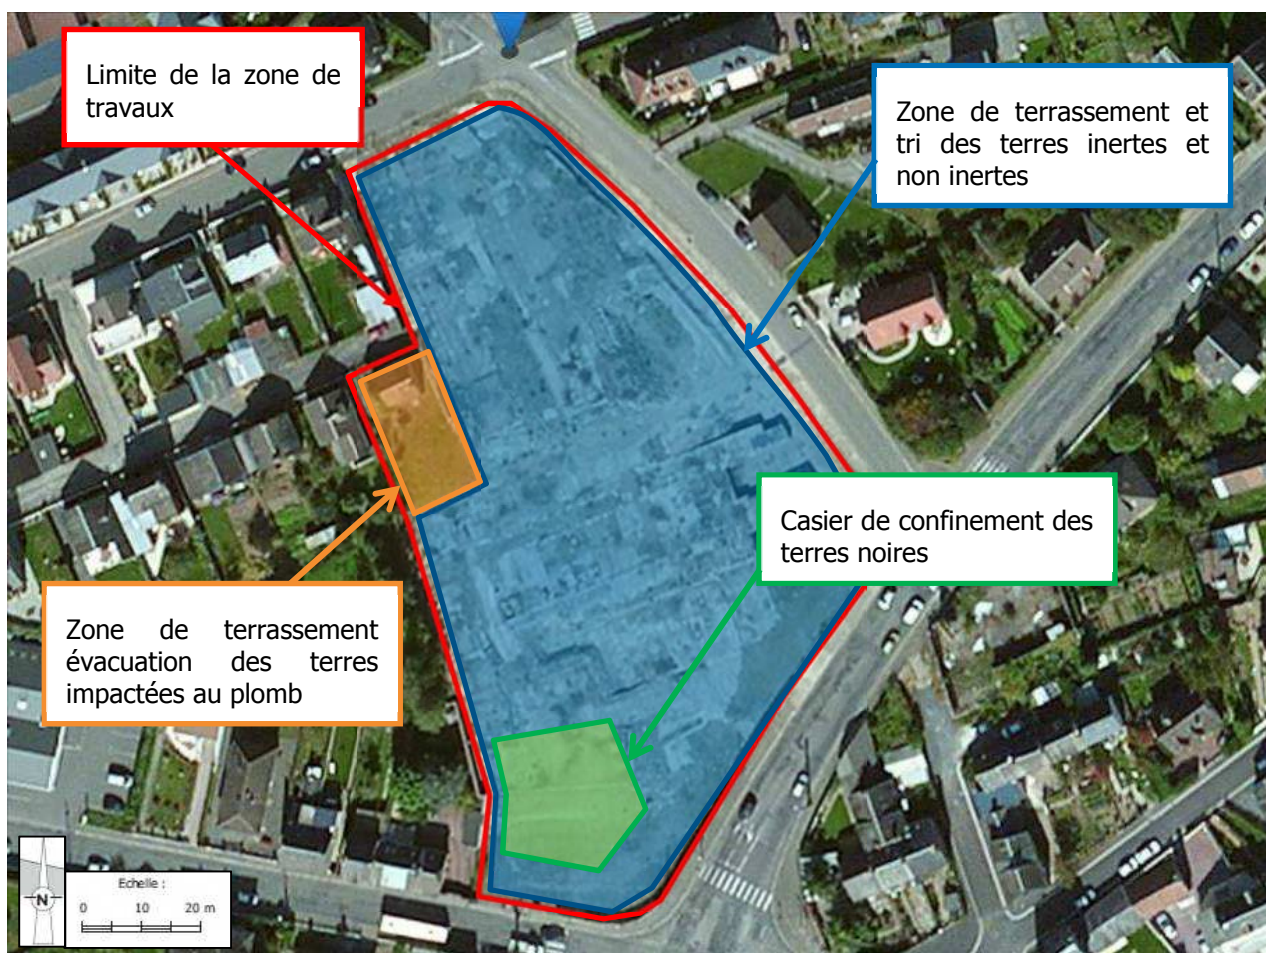 Limite de la zone de
travaux
Zone de terrassement et
tri des terres inertes et
non inertes
Casier de confinement des
terres noires
Zone de terrassement
évacuation des terres
impactées au plomb
N
Echelle :
0 10 20 m